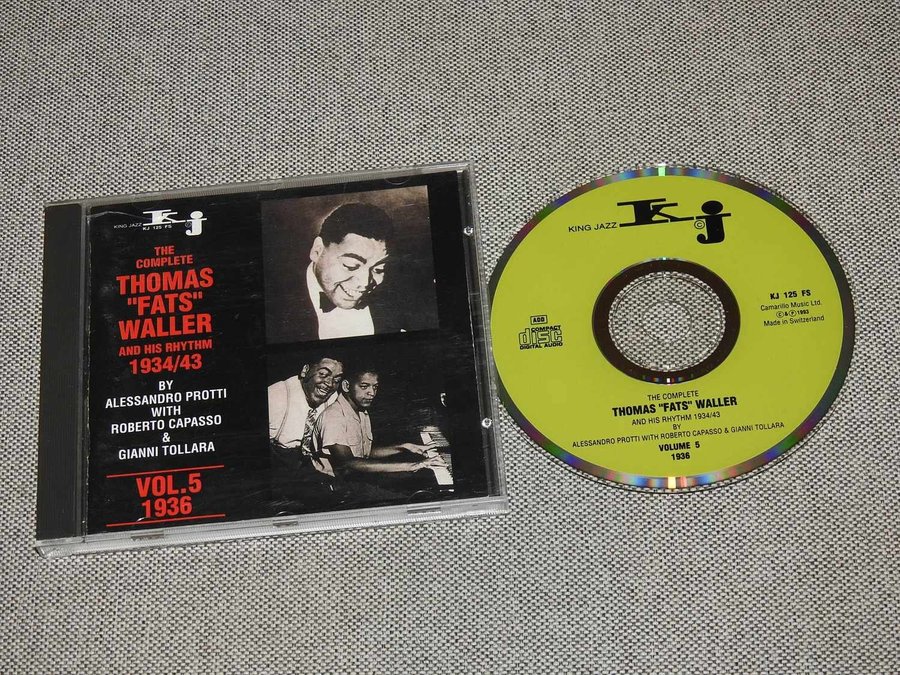 KING JAZZ KJ
KJ 125 FS
THE
COMPLETE
THOMAS
"FATS"
WALLER
AND HIS RHYTHM
1934/43
BY
ALESSANDRO PROTTI
WITH
ROBERTO CAPASSO
&
GIANNI TOLLARA
VOL.5
1936
KING JAZZ KJ
©
KJ 125 FS
Camarillo Music Ltd.
©&℗1993
Made in Switzerland
ADD
COMPACT
disc
DIGITAL AUDIO
THE COMPLETE
THOMAS "FATS" WALLER
AND HIS RHYTHM 1934/43
BY
ALESSANDRO PROTTI WITH ROBERTO CAPASSO & GIANNI TOLLARA
VOLUME 5
1936